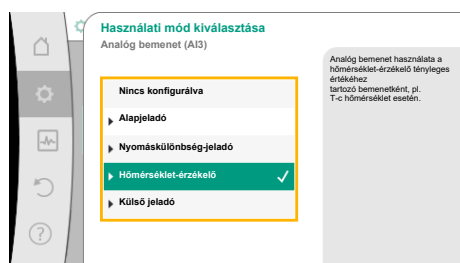 Használati mód kiválasztása
Analóg bemenet (AI3)
Nincs konfigurálva
Alapjeladó
Nyomáskülönbség-jeladó
Hőmérséklet-érzékelő
Külső jeladó
Analóg bemenet használata a
hőmérséklet-érzékelő tényleges
értékéhez
tartozó bemenetként, pl.
T-c hőmérséklet esetén.